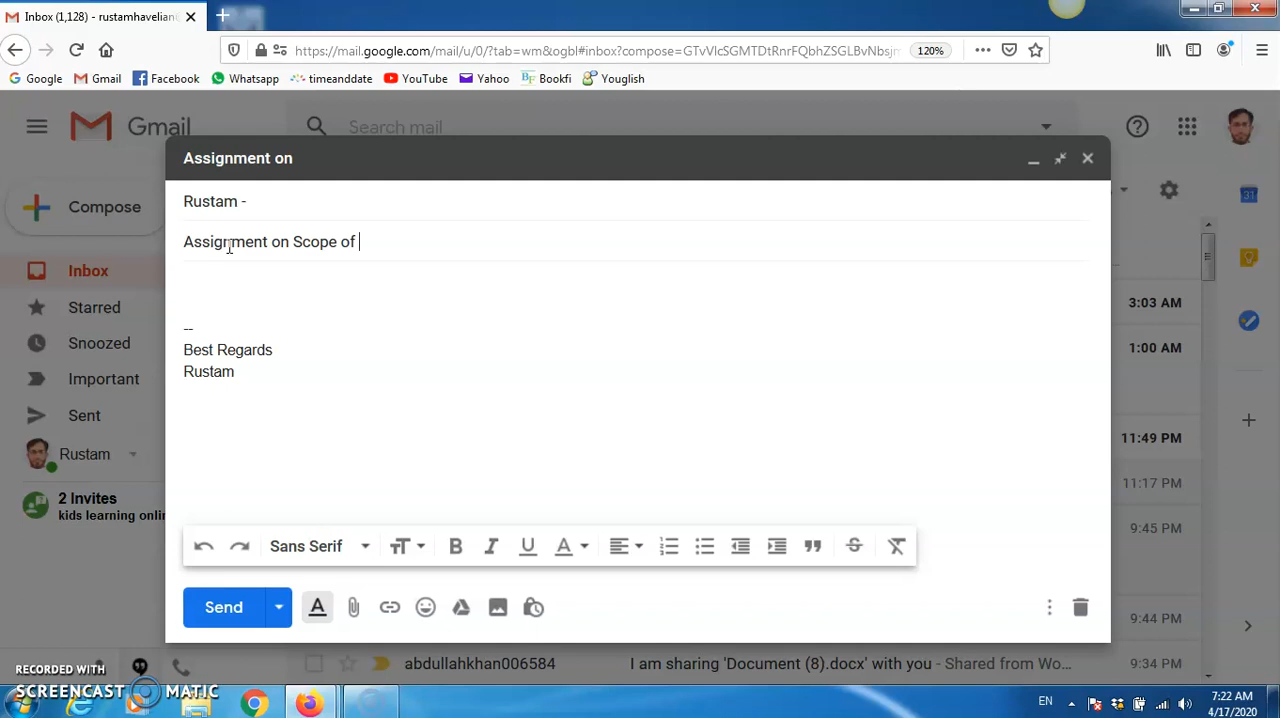 Inbox (1,128) - rustamhavelian
https://mail.google.com/mail/u/0/?tab=wm&ogbl#inbox?compose=GTvVlcSGMTDtRnrFQbhZSGLBvNbsjm
120%
Google Gmail Facebook Whatsapp timeanddate YouTube Yahoo Bookfi Youglish
Gmail
Search mail
Assignment on
Rustam -
Compose
Assignment on Scope of
Inbox
Starred
3:03 AM
--
Snoozed
1:00 AM
Best Regards
Rustam
Important
Sent
11:49 PM
Rustam
11:17 PM
2 Invites
kids learning onlin
9:45 PM
Sans Serif
Send
9:44 PM
abdullahkhan006584 I am sharing 'Document (8).docx' with you - Shared from Wo... 9:34 PM
RECORDED WITH
SCREENCAST MATIC
EN
7:22 AM
4/17/2020